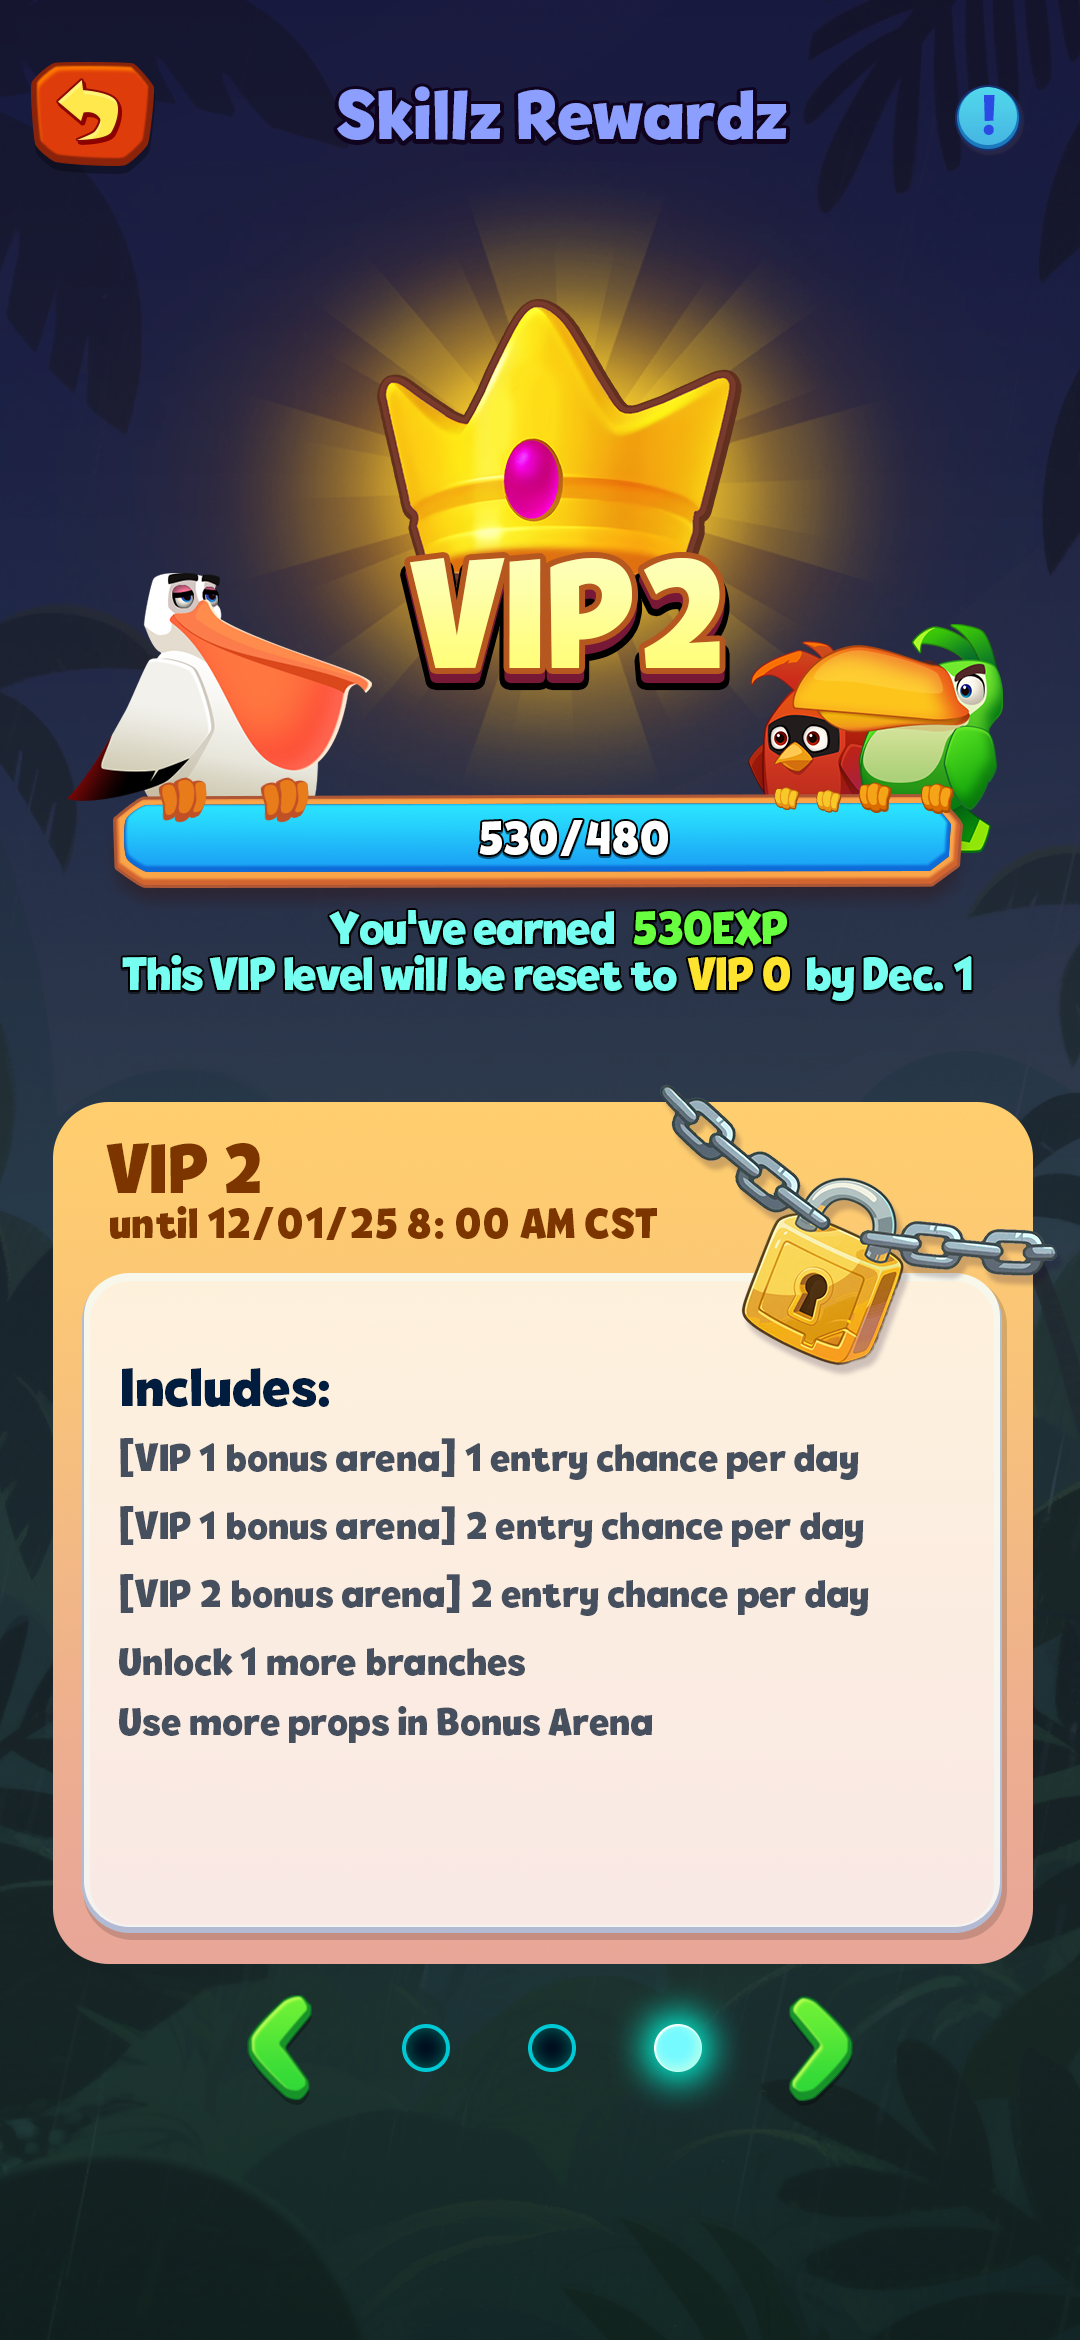 Skillz Rewardz
!
VIP2
530/480
You've earned 530EXP
This VIP level will be reset to VIP 0 by Dec. 1
VIP 2
until 12/01/25 8: 00 AM CST
Includes:
[VIP 1 bonus arena] 1 entry chance per day
[VIP 1 bonus arena] 2 entry chance per day
[VIP 2 bonus arena] 2 entry chance per day
Unlock 1 more branches
Use more props in Bonus Arena